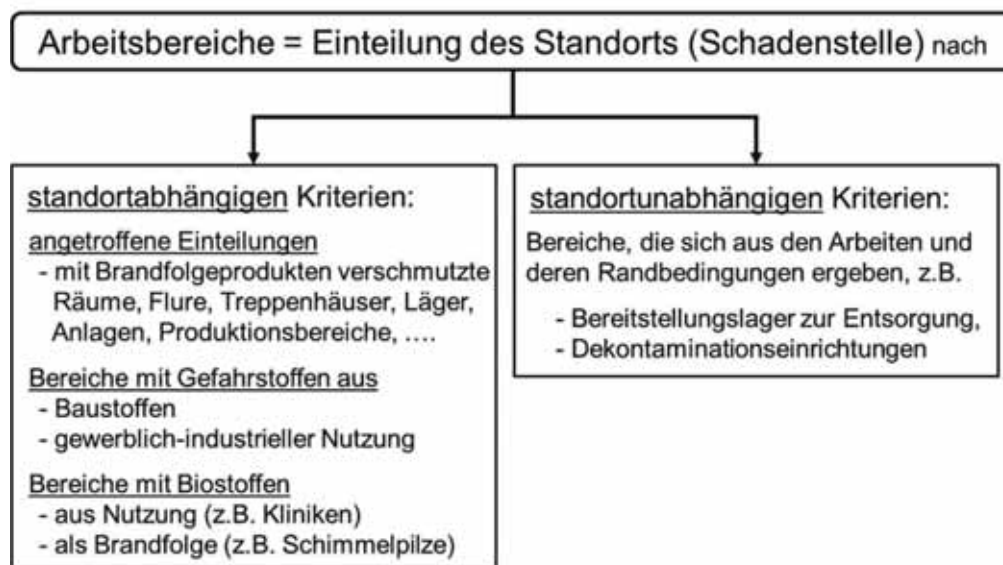 Arbeitsbereiche = Einteilung des Standorts (Schadenstelle) nach
standortabhängigen Kriterien:
angetroffene Einteilungen
- mit Brandfolgeprodukten verschmutzte
Räume, Flure, Treppenhäuser, Läger,
Anlagen, Produktionsbereiche, ....
Bereiche mit Gefahrstoffen aus
- Baustoffen
- gewerblich-industrieller Nutzung
Bereiche mit Biostoffen
- aus Nutzung (z.B. Kliniken)
- als Brandfolge (z.B. Schimmelpilze)
standortunabhängigen Kriterien:
Bereiche, die sich aus den Arbeiten und
deren Randbedingungen ergeben, z.B.
- Bereitstellungslager zur Entsorgung,
- Dekontaminationseinrichtungen